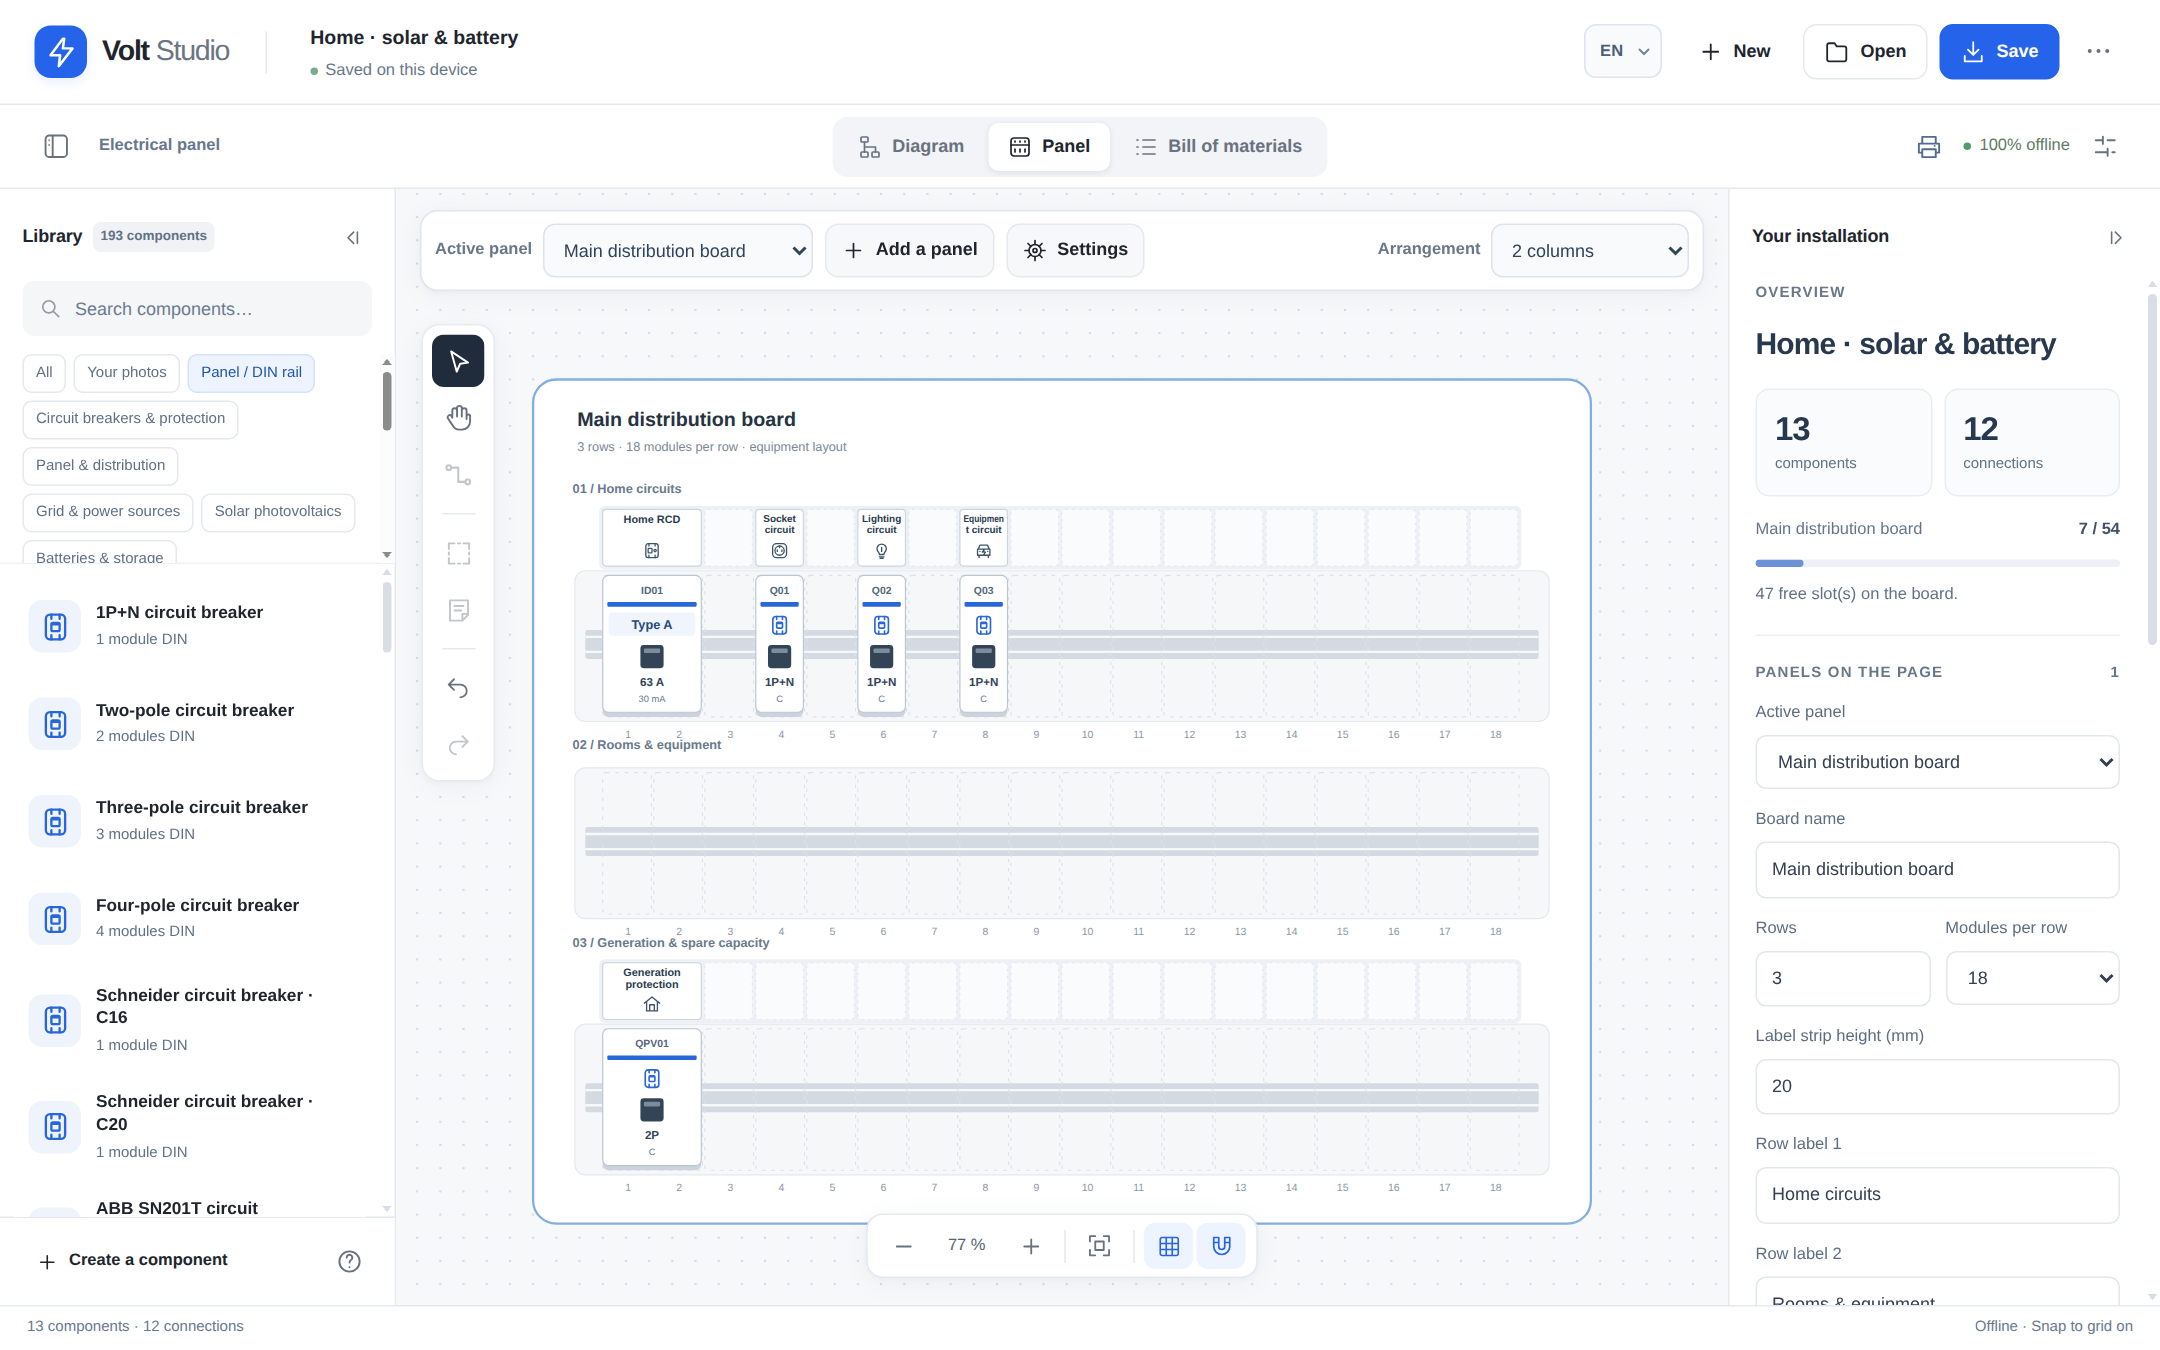 Volt Studio
Home · solar & battery
Saved on this device
EN
New
Open
Save
Electrical panel
Diagram
Panel
Bill of materials
100% offline
Library
193 components
Search components…
All
Your photos
Panel / DIN rail
Circuit breakers & protection
Panel & distribution
Grid & power sources
Solar photovoltaics
Batteries & storage
1P+N circuit breaker
1 module DIN
Two-pole circuit breaker
2 modules DIN
Three-pole circuit breaker
3 modules DIN
Four-pole circuit breaker
4 modules DIN
Schneider circuit breaker ·
C16
1 module DIN
Schneider circuit breaker ·
C20
1 module DIN
ABB SN201T circuit
Create a component
Active panel
Main distribution board
Add a panel
Settings
Arrangement
2 columns
Main distribution board
3 rows · 18 modules per row · equipment layout
01 / Home circuits
Home RCD
Socket
circuit
Lighting
circuit
Equipmen
t circuit
ID01
Type A
63 A
30 mA
Q01
1P+N
C
Q02
1P+N
C
Q03
1P+N
C
1 2 3 4 5 6 7 8 9 10 11 12 13 14 15 16 17 18
02 / Rooms & equipment
1 2 3 4 5 6 7 8 9 10 11 12 13 14 15 16 17 18
03 / Generation & spare capacity
Generation
protection
QPV01
2P
C
1 2 3 4 5 6 7 8 9 10 11 12 13 14 15 16 17 18
77 %
Your installation
OVERVIEW
Home · solar & battery
13
components
12
connections
Main distribution board
7 / 54
47 free slot(s) on the board.
PANELS ON THE PAGE
1
Active panel
Main distribution board
Board name
Main distribution board
Rows
Modules per row
3
18
Label strip height (mm)
20
Row label 1
Home circuits
Row label 2
Rooms & equipment
13 components · 12 connections
Offline · Snap to grid on